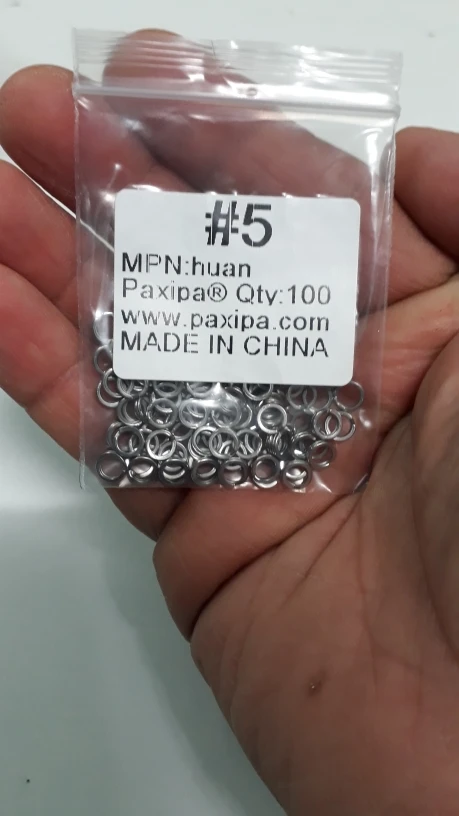 #5
MPN:huan
Paxipa® Qty:100
www.paxipa.com
MADE IN CHINA